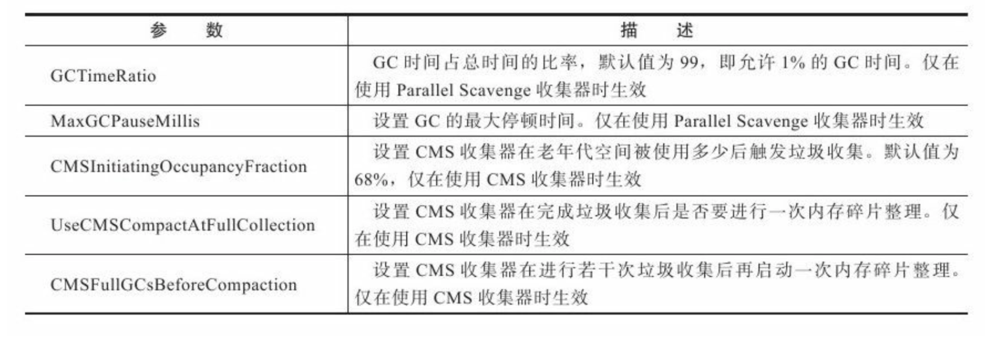 参 数 描 述
GCTimeRatio
GC 时间占总时间的比率，默认值为 99，即允许 1% 的 GC 时间。仅在
使用 Parallel Scavenge 收集器时生效
MaxGCPauseMillis
设置 GC 的最大停顿时间。仅在使用 Parallel Scavenge 收集器时生效
CMSInitiatingOccupancyFraction
设置 CMS 收集器在老年代空间被使用多少后触发垃圾收集。默认值为
68%，仅在使用 CMS 收集器时生效
UseCMSCompactAtFullCollection
设置 CMS 收集器在完成垃圾收集后是否要进行一次内存碎片整理。仅
在使用 CMS 收集器时生效
CMSFullGCsBeforeCompaction
设置 CMS 收集器在进行若干次垃圾收集后再启动一次内存碎片整理。
仅在使用 CMS 收集器时生效